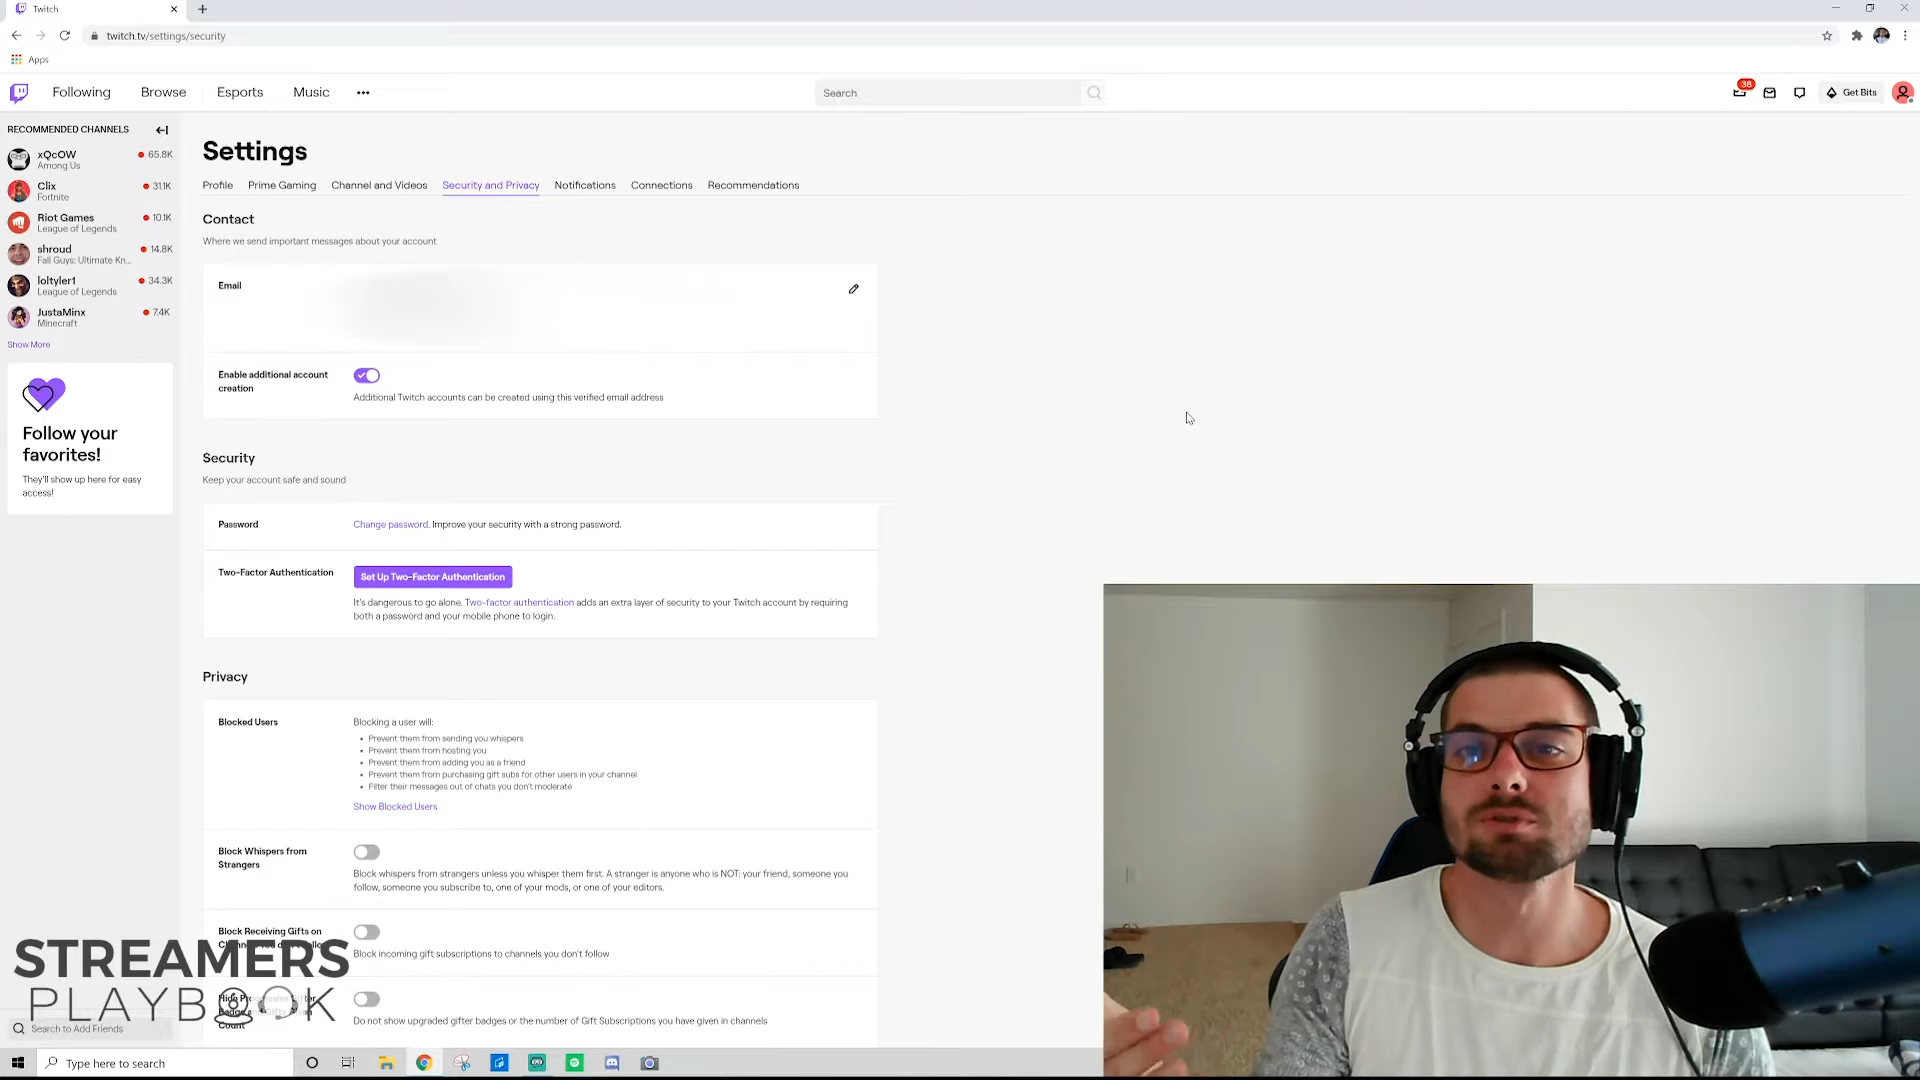 Twitch
twitch.tv/settings/security
Apps
Following
Browse
Esports
Music
Search
38
Get Bits
RECOMMENDED CHANNELS
xQcOW
65.8K
Among Us
Clix
31.1K
Fortnite
Riot Games
10.1K
League of Legends
shroud
14.8K
Fall Guys: Ultimate Kn...
loltyler1
34.3K
League of Legends
JustaMinx
7.4K
Minecraft
Show More
Follow your
favorites!
They'll show up here for easy
access!
Search to Add Friends
Settings
Profile
Prime Gaming
Channel and Videos
Security and Privacy
Notifications
Connections
Recommendations
Contact
Where we send important messages about your account
Email
Enable additional account
creation
Additional Twitch accounts can be created using this verified email address
Security
Keep your account safe and sound
Password
Change password. Improve your security with a strong password.
Two-Factor Authentication
Set Up Two-Factor Authentication
It's dangerous to go alone. Two-factor authentication adds an extra layer of security to your Twitch account by requiring
both a password and your mobile phone to login.
Privacy
Blocked Users
Blocking a user will:
• Prevent them from sending you whispers
• Prevent them from hosting you
• Prevent them from adding you as a friend
• Prevent them from purchasing gift subs for other users in your channel
• Filter their messages out of chats you don't moderate
Show Blocked Users
Block Whispers from
Strangers
Block whispers from strangers unless you whisper them first. A stranger is anyone who is NOT: your friend, someone you
follow, someone you subscribe to, one of your mods, or one of your editors.
Block Receiving Gifts on
Block incoming gift subscriptions to channels you don't follow
Count
Do not show upgraded gifter badges or the number of Gift Subscriptions you have given in channels
STREAMERS
PLAYBOOK
Type here to search